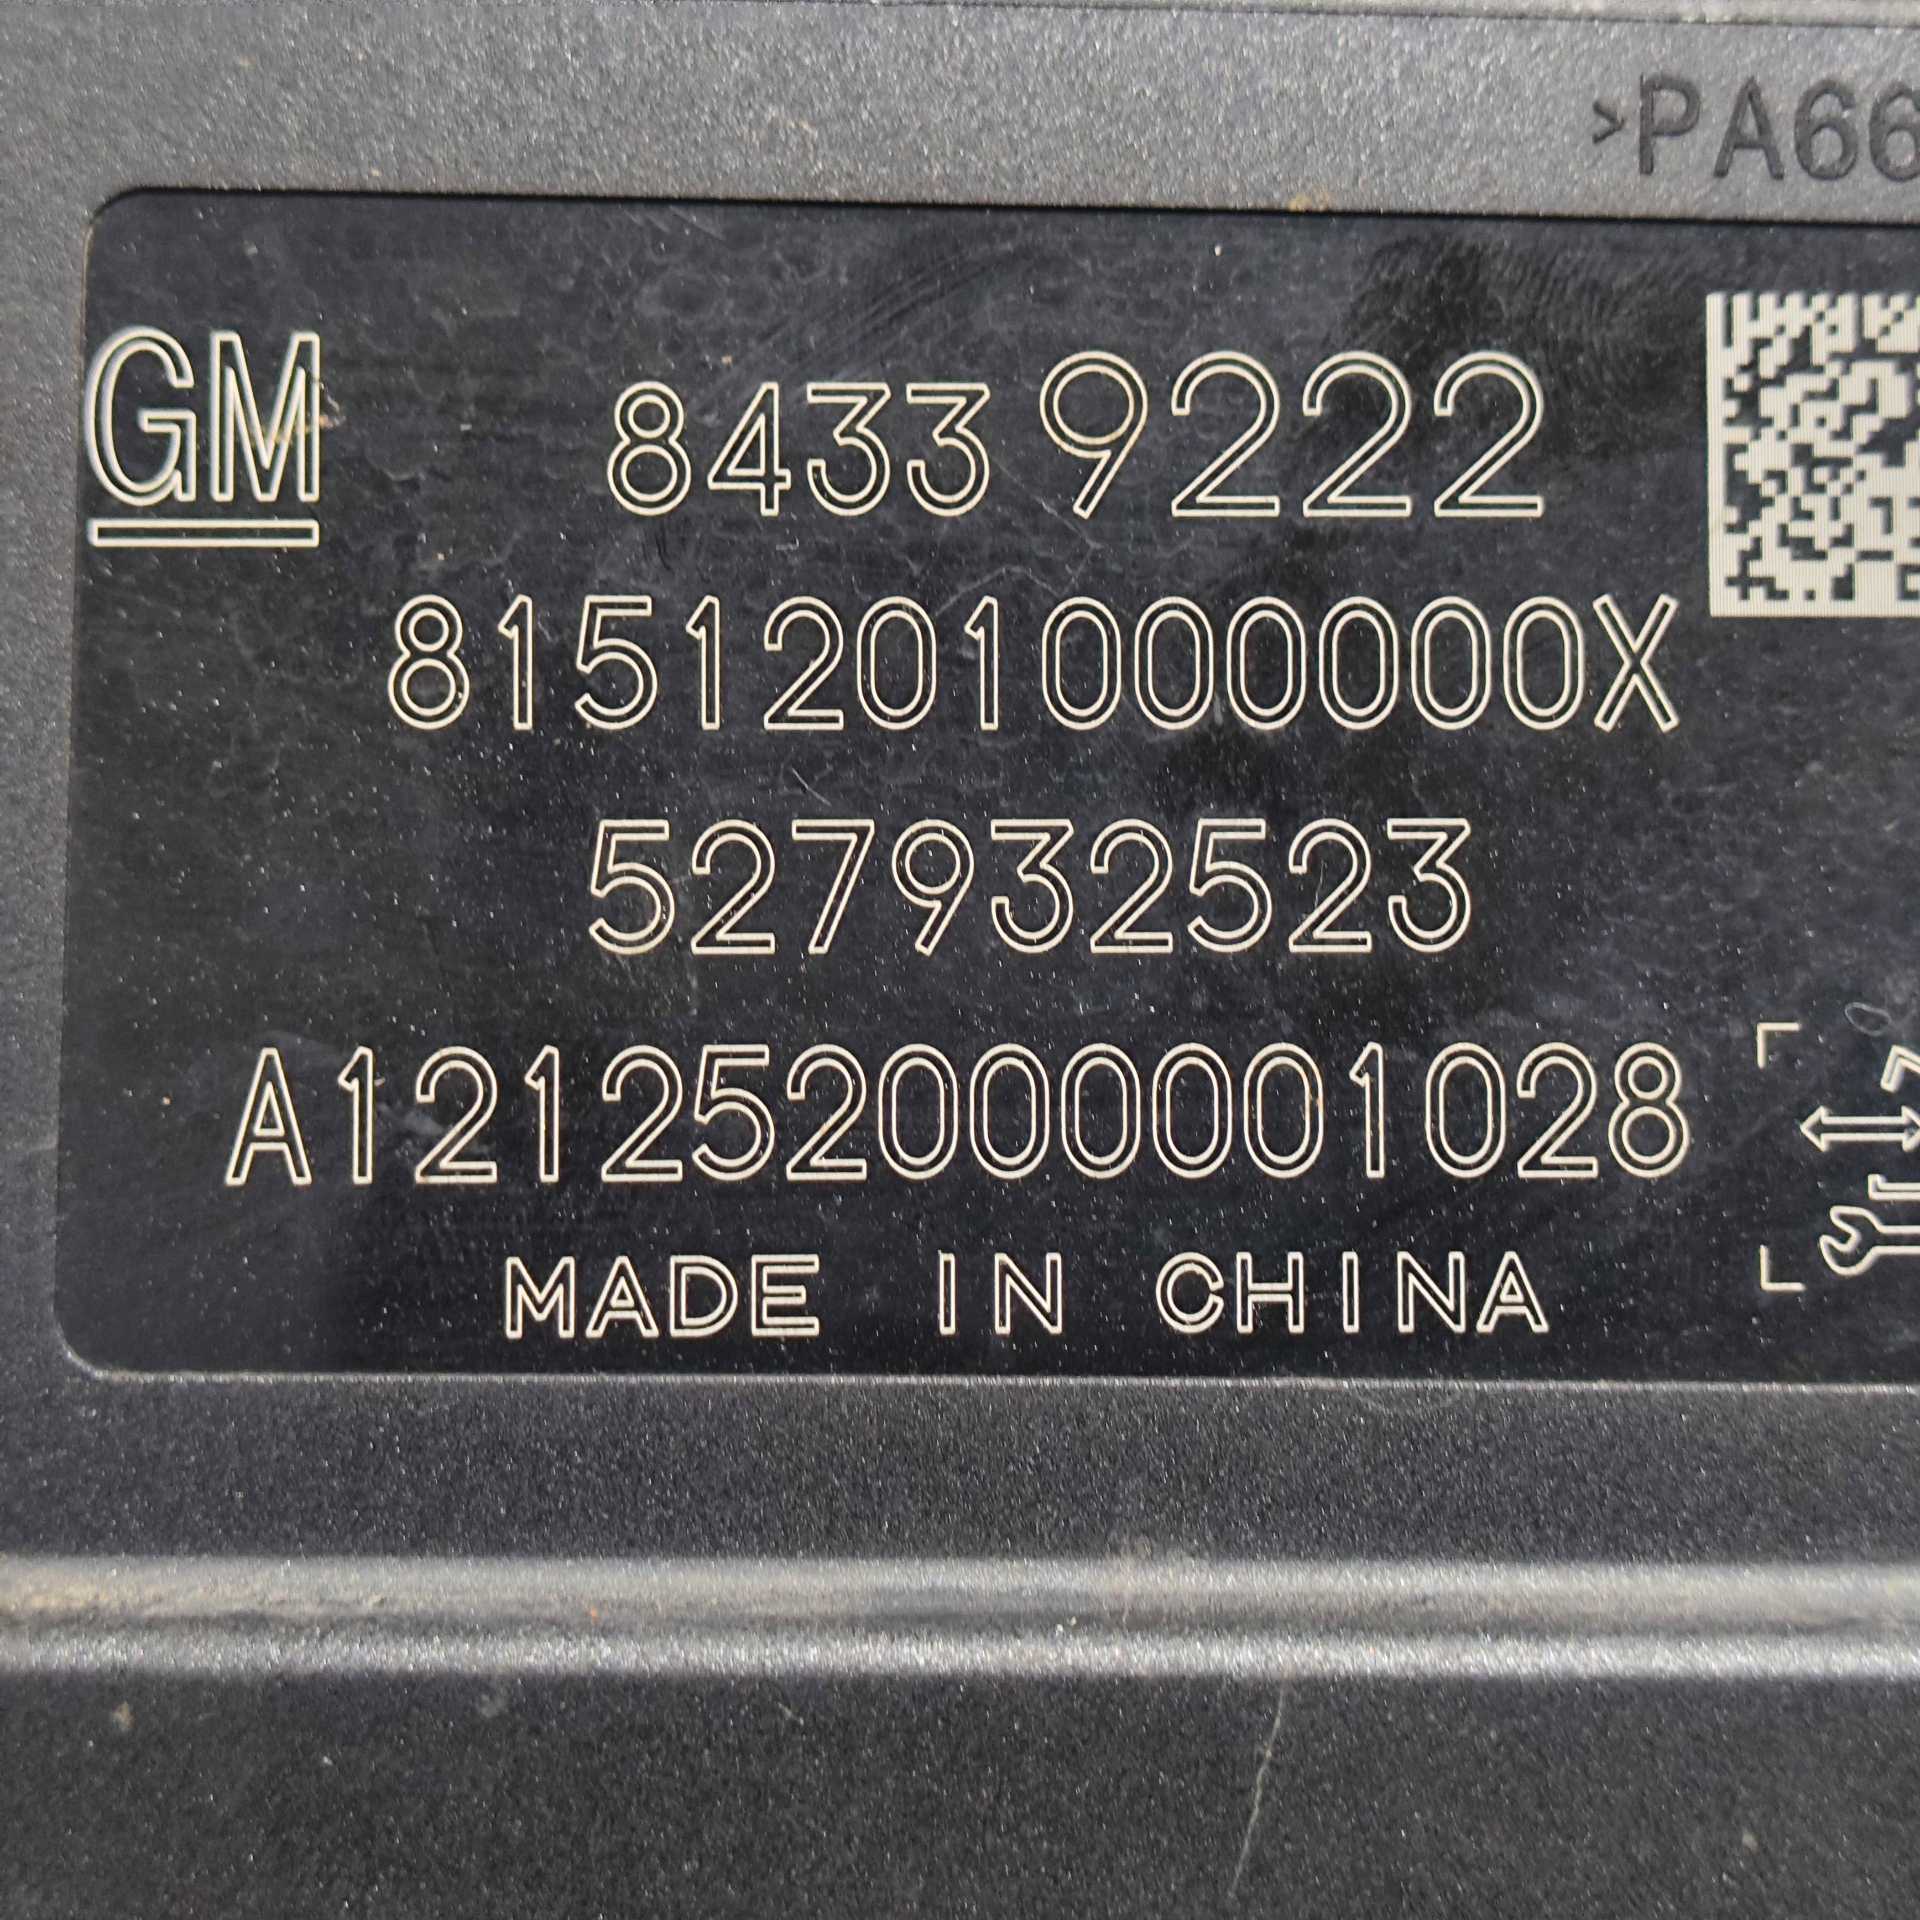 >PA66
GM 8433 9222
8151201000000X
527932523
A121252000001028
MADE IN CHINA